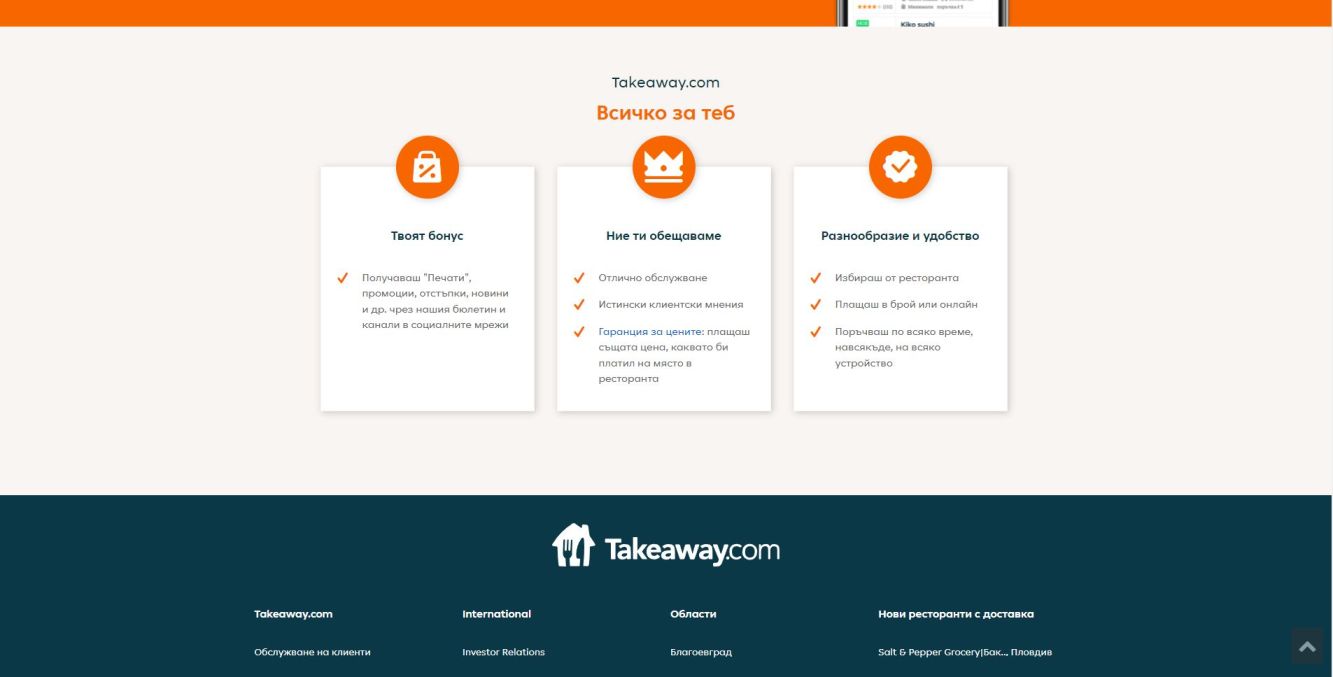 Kiko sushi
Takeaway.com
Всичко за теб
Твоят бонус
Получаваш "Печати",
промоции, отстъпки, новини
и др. чрез нашия бюлетин и
канали в социалните мрежи
Ние ти обещаваме
Отлично обслужване
Истински клиентски мнения
Гаранция за цените: плащаш
същата цена, каквато би
платил на място в
ресторанта
Разнообразие и удобство
Избираш от ресторанта
Плащаш в брой или онлайн
Поръчваш по всяко време,
навсякъде, на всяко
устройство
Takeaway.com
Takeaway.com
Обслужване на клиенти
International
Investor Relations
Области
Благоевград
Нови ресторанти с доставка
Salt & Pepper Grocery|Бак..., Пловдив